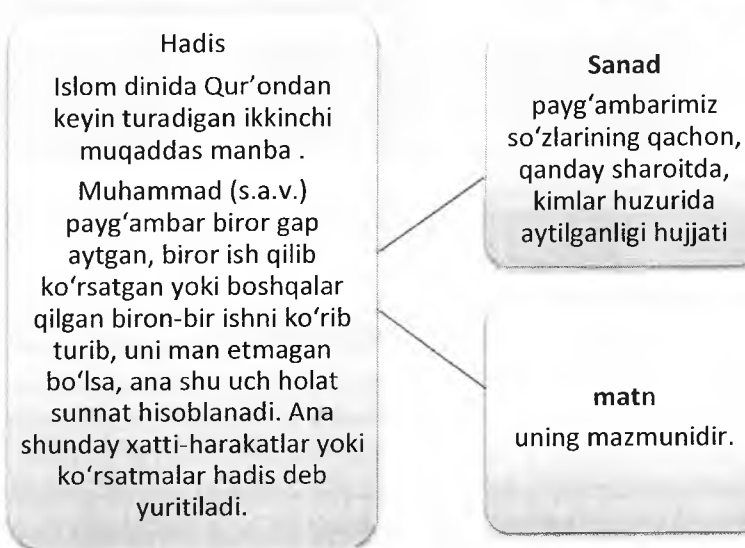 Hadis
Islom dinida Qur’ondan
keyin turadigan ikkinchi
muqaddas manba .
Muhammad (s.a.v.)
payg‘ambar biror gap
aytgan, biror ish qilib
ko‘rsatgan yoki boshqalar
qilgan biron-bir ishni ko‘rib
turib, uni man etmagan
bo‘lsa, ana shu uch holat
sunnat hisoblanadi. Ana
shunday xatti-harakatlar yoki
ko‘rsatmalar hadis deb
yuritiladi.
Sanad
payg‘ambarimiz
so‘zlarining qachon,
qanday sharoitda,
kimlar huzurida
aytilganligi hujjati
matn
uning mazmunidir.